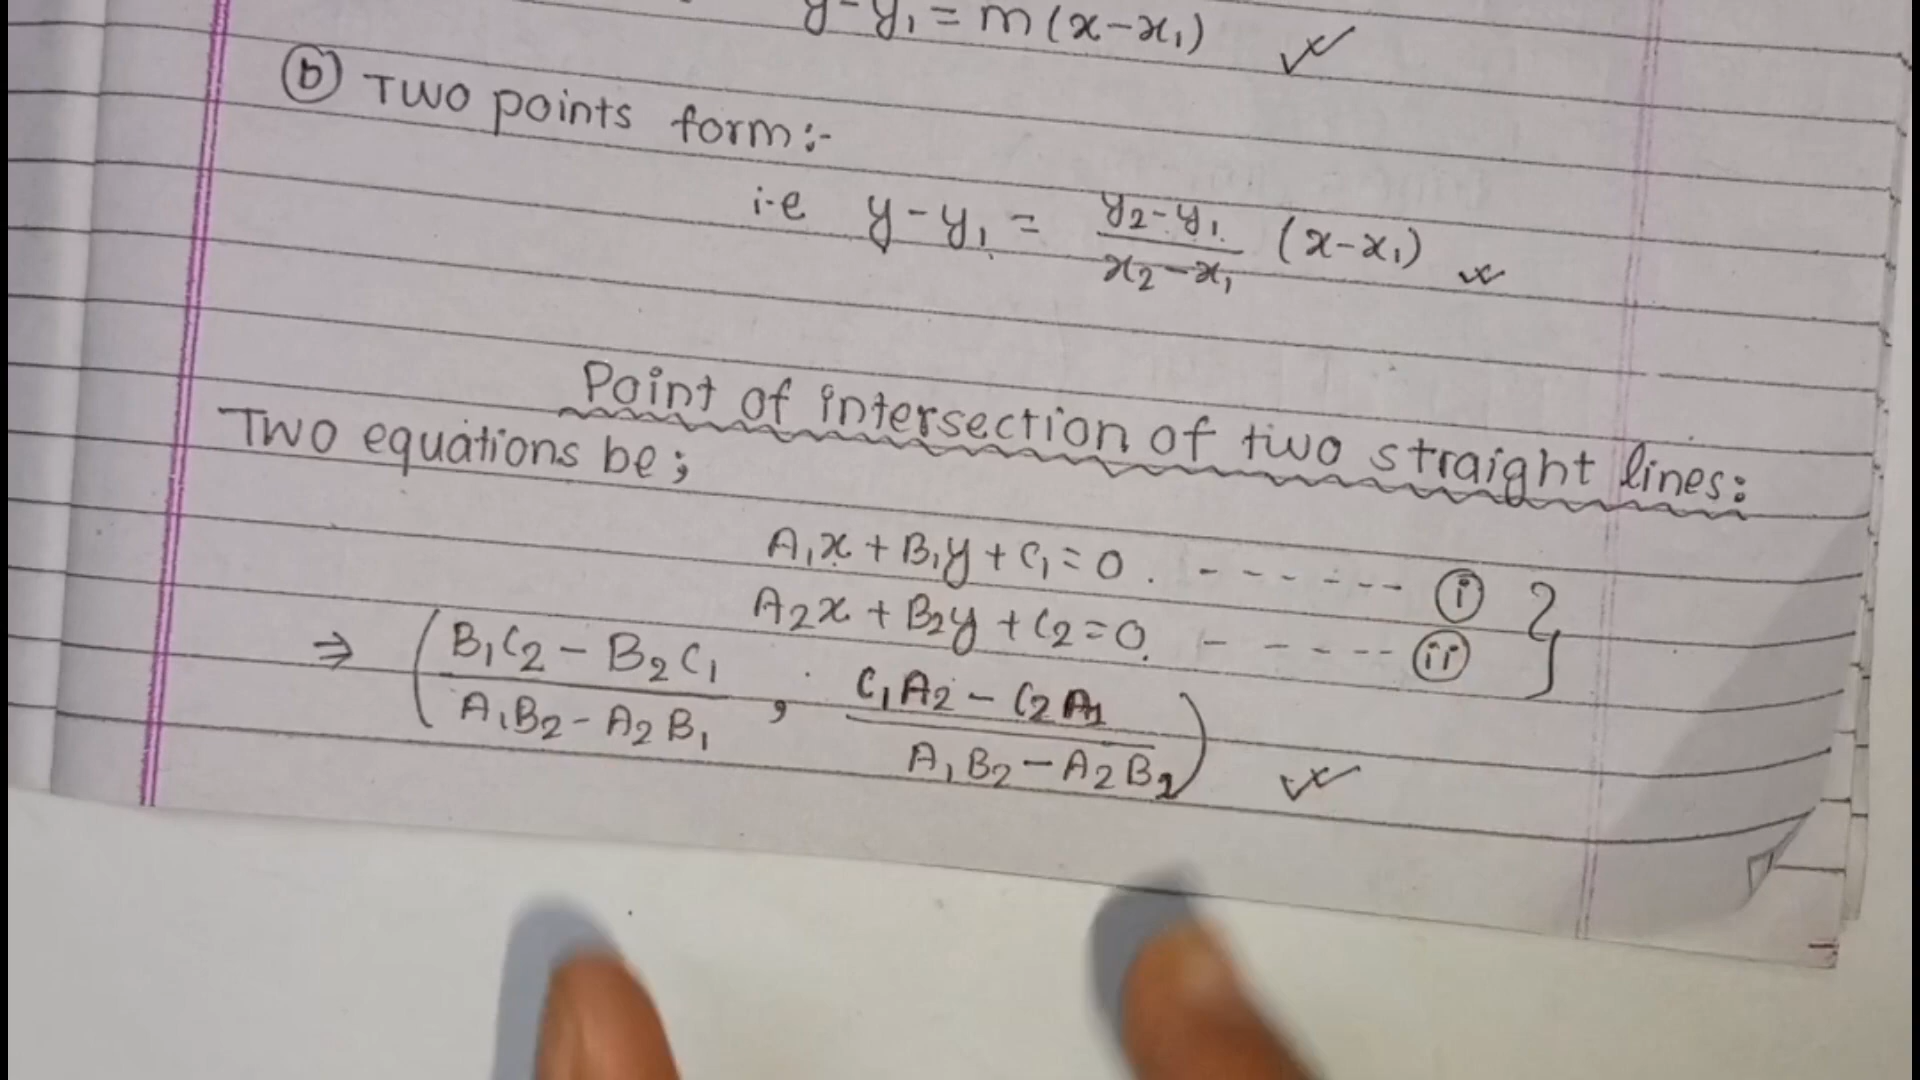 y-y₁ = m(x-x₁)
ⓑ Two points form:-
i-e y-y₁ = y₂-y₁/x₂-x₁ (x-x₁)
Point of intersection of two straight lines:
Two equations be;
A₁x + B₁y + C₁ = 0. ------ ⓘ }
A₂x + B₂y + C₂ = 0. ----- (ii)
⇒ (B₁C₂ - B₂C₁/A₁B₂ - A₂B₁, C₁A₂ - C₂A₁/A₁B₂ - A₂B₂)